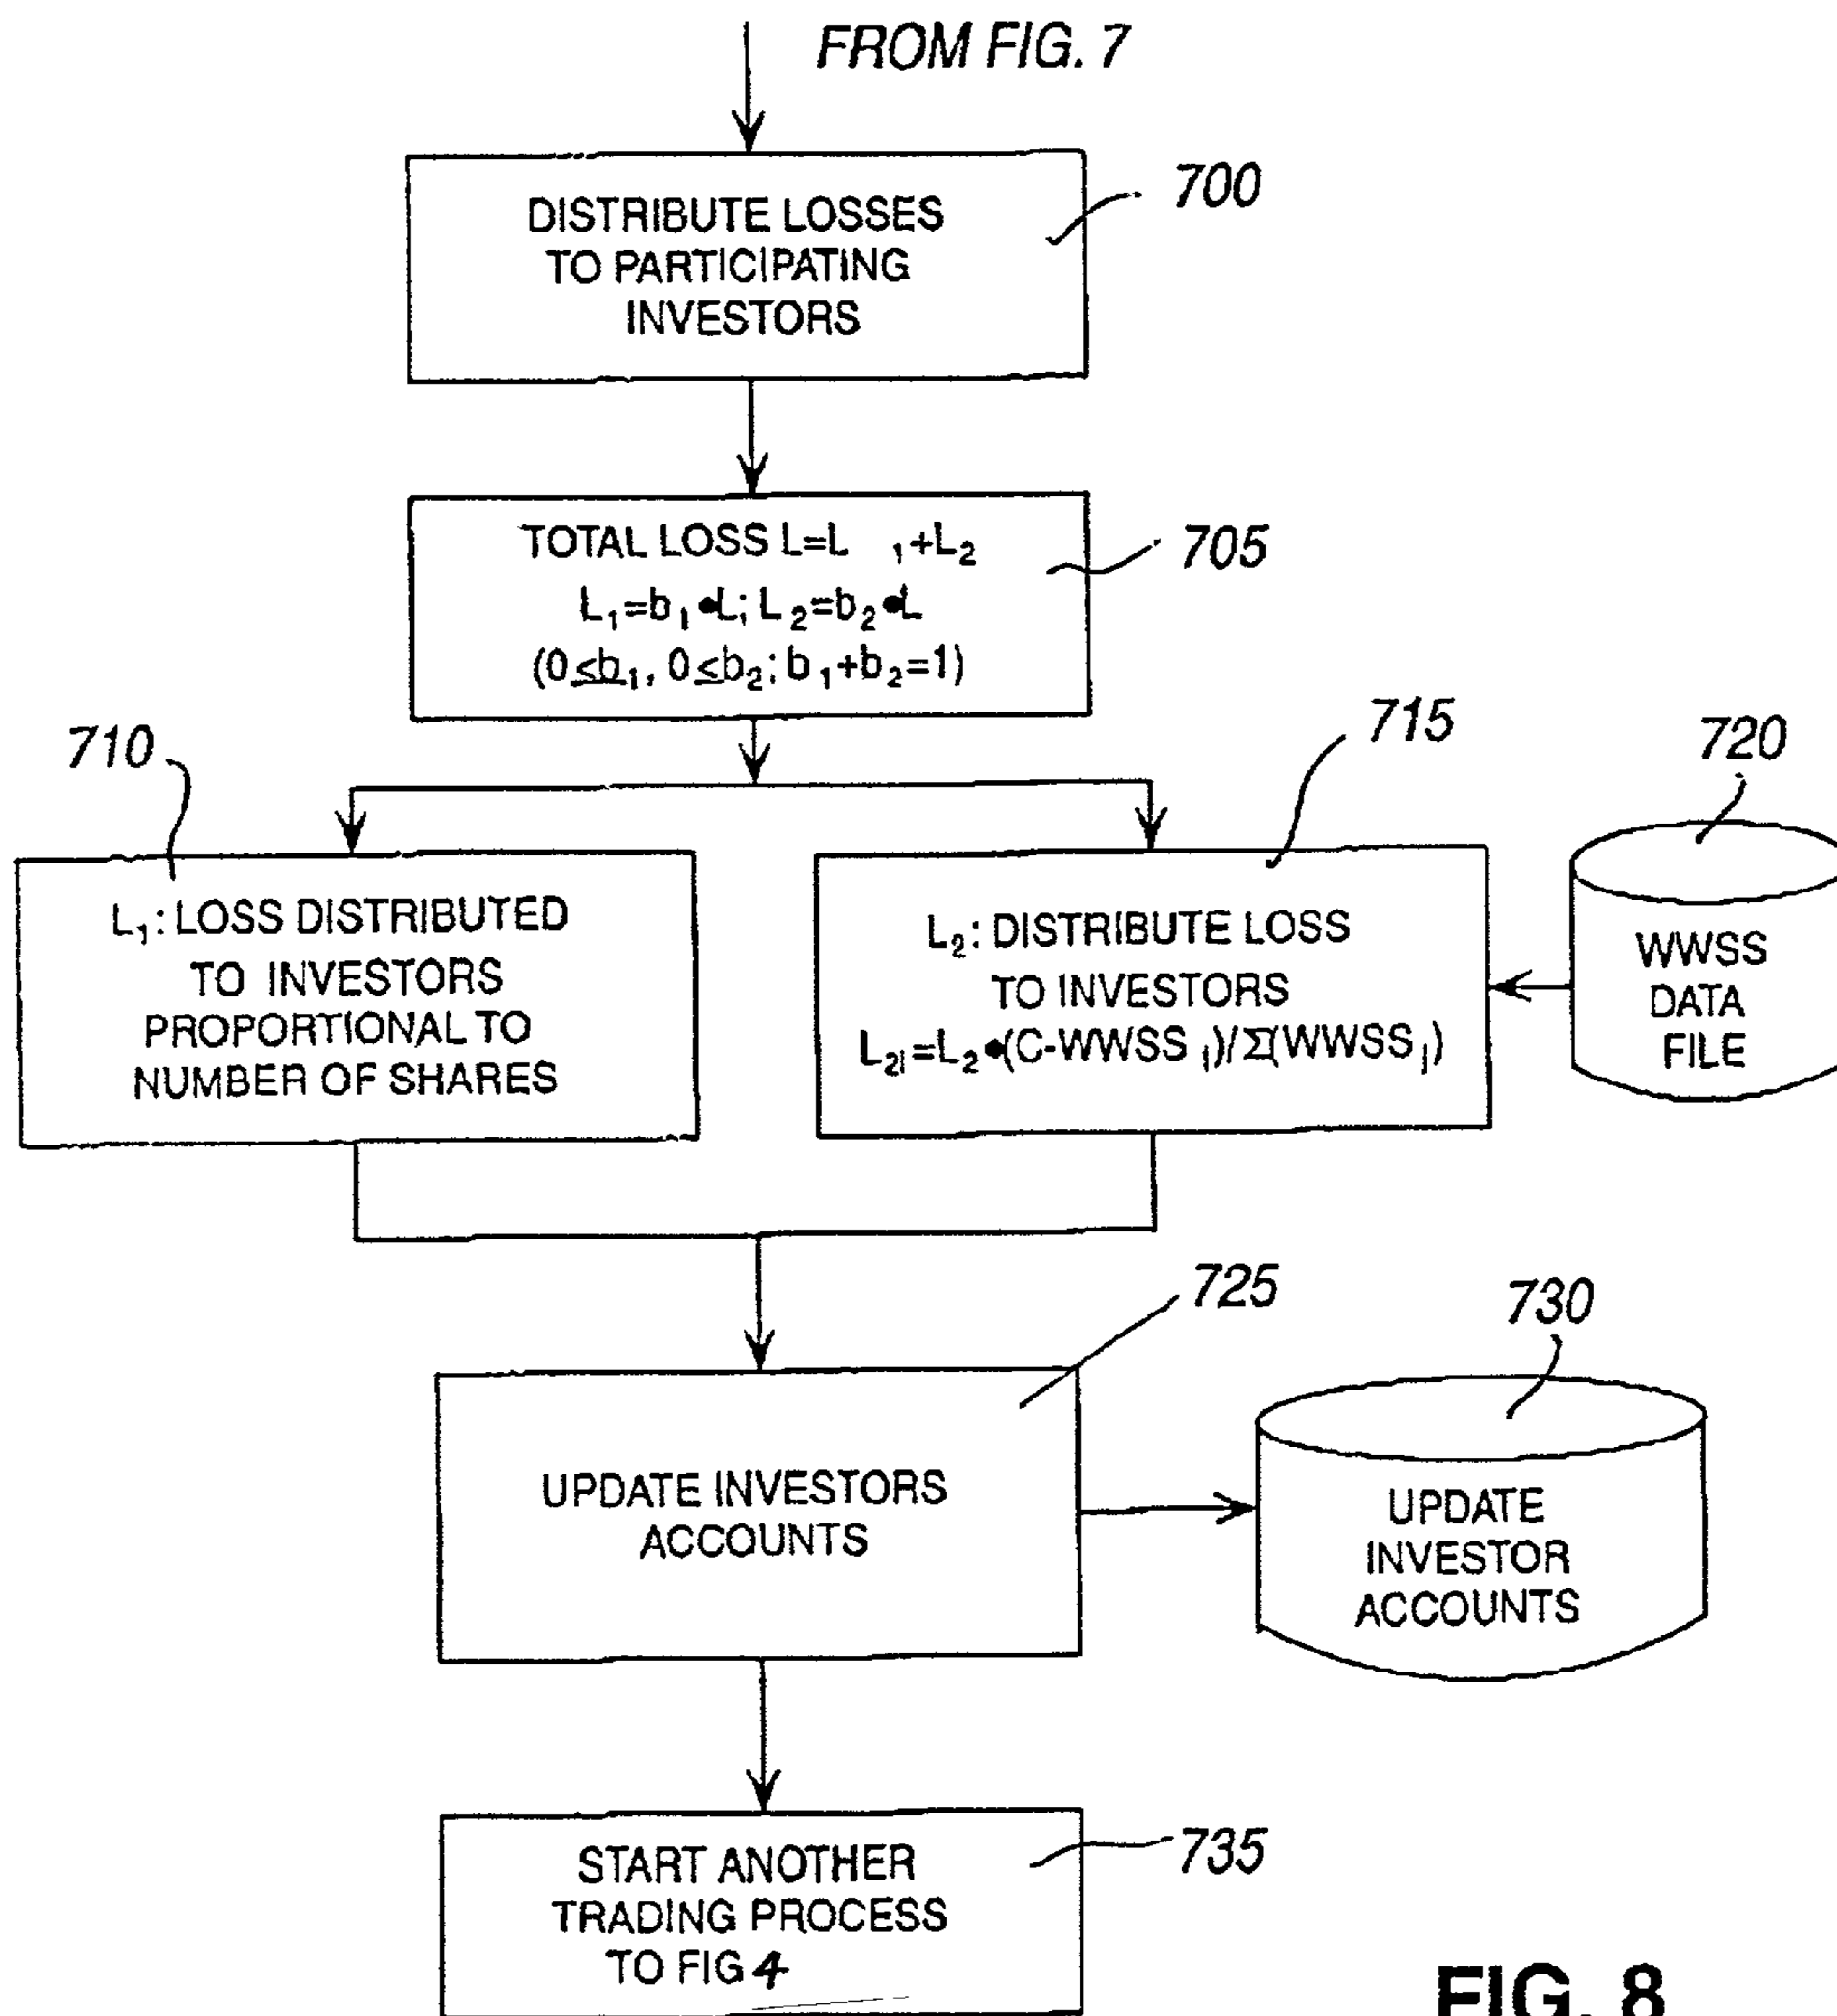 FROM FIG. 7
700
DISTRIBUTE LOSSES
TO PARTICIPATING
INVESTORS
705
TOTAL LOSS L=L ₁+L₂
L₁=b₁•L; L₂=b₂•L
(0≤b₁, 0≤b₂; b₁+b₂=1)
710
L₁: LOSS DISTRIBUTED
TO INVESTORS
PROPORTIONAL TO
NUMBER OF SHARES
715
L₂: DISTRIBUTE LOSS
TO INVESTORS
L₂ᵢ=L₂•(C-WWSS ᵢ)/Σ(WWSS ⱼ)
720
WWSS
DATA
FILE
725
UPDATE INVESTORS
ACCOUNTS
730
UPDATE
INVESTOR
ACCOUNTS
735
START ANOTHER
TRADING PROCESS
TO FIG 4
FIG. 8